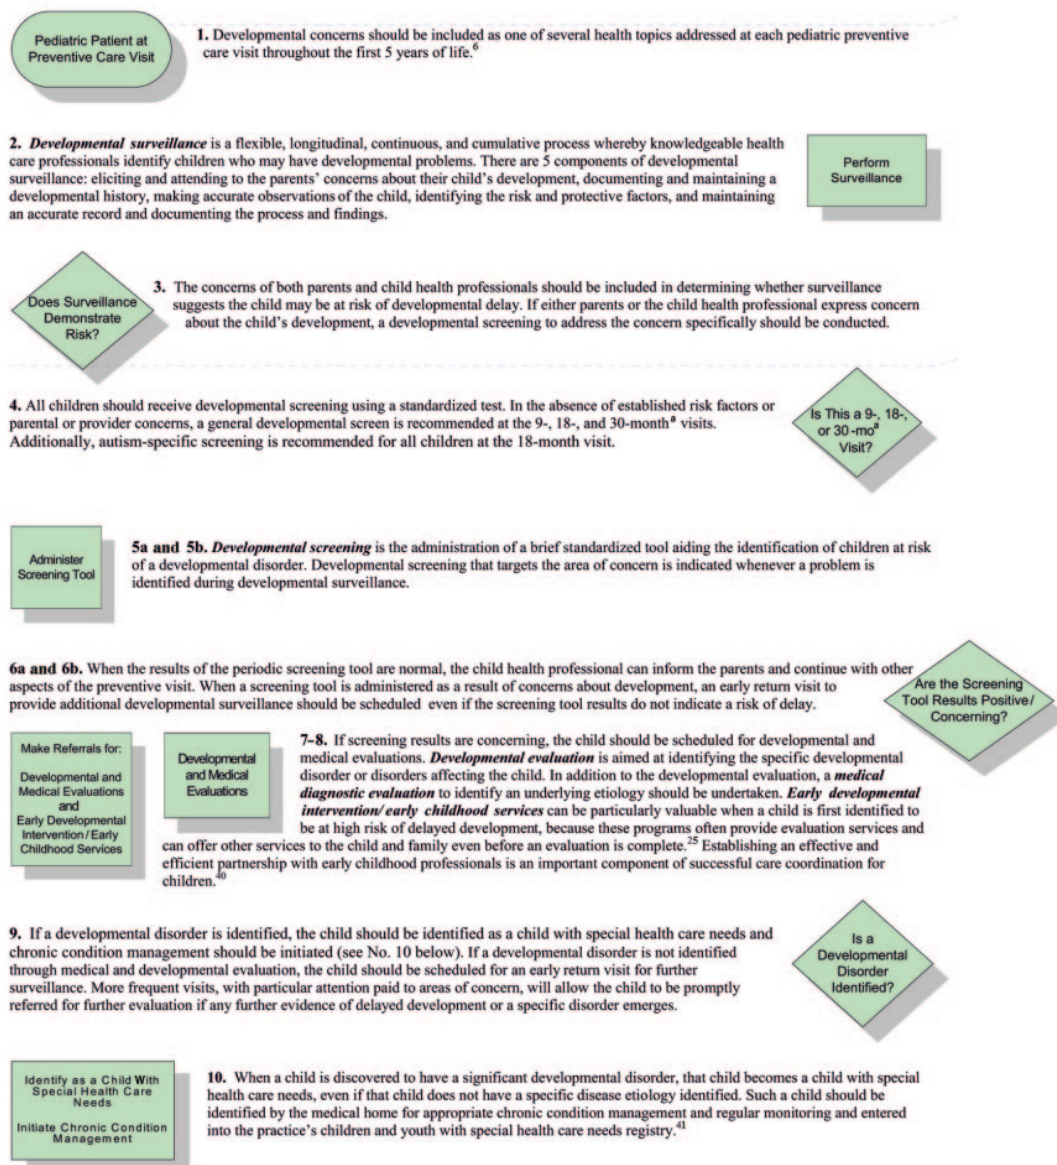 Pediatric Patient at
Preventive Care Visit
1. Developmental concerns should be included as one of several health topics addressed at each pediatric preventive
care visit throughout the first 5 years of life.6
2. Developmental surveillance is a flexible, longitudinal, continuous, and cumulative process whereby knowledgeable health
care professionals identify children who may have developmental problems. There are 5 components of developmental
surveillance: eliciting and attending to the parents' concerns about their child's development, documenting and maintaining a
developmental history, making accurate observations of the child, identifying the risk and protective factors, and maintaining
an accurate record and documenting the process and findings.
Perform
Surveillance
Does Surveillance
Demonstrate
Risk?
3. The concerns of both parents and child health professionals should be included in determining whether surveillance
suggests the child may be at risk of developmental delay. If either parents or the child health professional express concern
about the child's development, a developmental screening to address the concern specifically should be conducted.
4. All children should receive developmental screening using a standardized test. In the absence of established risk factors or
parental or provider concerns, a general developmental screen is recommended at the 9-, 18-, and 30-montha visits.
Additionally, autism-specific screening is recommended for all children at the 18-month visit.
Is This a 9-, 18-,
or 30-moa
Visit?
Administer
Screening Tool
5a and 5b. Developmental screening is the administration of a brief standardized tool aiding the identification of children at risk
of a developmental disorder. Developmental screening that targets the area of concern is indicated whenever a problem is
identified during developmental surveillance.
6a and 6b. When the results of the periodic screening tool are normal, the child health professional can inform the parents and continue with other
aspects of the preventive visit. When a screening tool is administered as a result of concerns about development, an early return visit to
provide additional developmental surveillance should be scheduled even if the screening tool results do not indicate a risk of delay.
Are the Screening
Tool Results Positive/
Concerning?
Make Referrals for:
Developmental and
Medical Evaluations
and
Early Developmental
Intervention/Early
Childhood Services
Developmental
and Medical
Evaluations
7-8. If screening results are concerning, the child should be scheduled for developmental and
medical evaluations. Developmental evaluation is aimed at identifying the specific developmental
disorder or disorders affecting the child. In addition to the developmental evaluation, a medical
diagnostic evaluation to identify an underlying etiology should be undertaken. Early developmental
intervention/early childhood services can be particularly valuable when a child is first identified to
be at high risk of delayed development, because these programs often provide evaluation services and
can offer other services to the child and family even before an evaluation is complete.25 Establishing an effective and
efficient partnership with early childhood professionals is an important component of successful care coordination for
children.40
9. If a developmental disorder is identified, the child should be identified as a child with special health care needs and
chronic condition management should be initiated (see No. 10 below). If a developmental disorder is not identified
through medical and developmental evaluation, the child should be scheduled for an early return visit for further
surveillance. More frequent visits, with particular attention paid to areas of concern, will allow the child to be promptly
referred for further evaluation if any further evidence of delayed development or a specific disorder emerges.
Is a
Developmental
Disorder
Identified?
Identify as a Child With
Special Health Care
Needs
Initiate Chronic Condition
Management
10. When a child is discovered to have a significant developmental disorder, that child becomes a child with special
health care needs, even if that child does not have a specific disease etiology identified. Such a child should be
identified by the medical home for appropriate chronic condition management and regular monitoring and entered
into the practice's children and youth with special health care needs registry.41